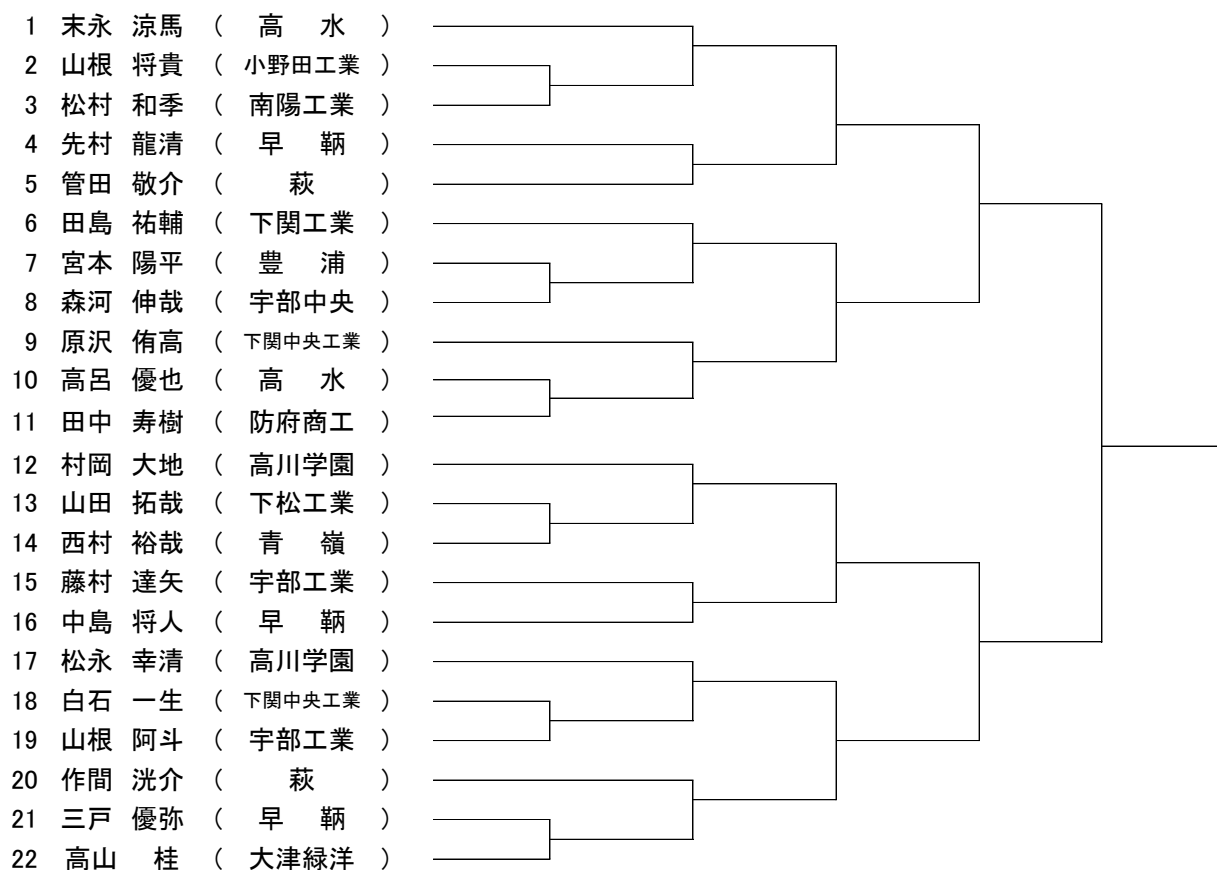 1 末永 涼馬 ( 高 水 )
2 山根 将貴 ( 小野田工業 )
3 松村 和季 ( 南陽工業 )
4 先村 龍清 ( 早 鞆 )
5 管田 敬介 ( 萩 )
6 田島 祐輔 ( 下関工業 )
7 宮本 陽平 ( 豊 浦 )
8 森河 伸哉 ( 宇部中央 )
9 原沢 侑高 ( 下関中央工業 )
10 高呂 優也 ( 高 水 )
11 田中 寿樹 ( 防府商工 )
12 村岡 大地 ( 高川学園 )
13 山田 拓哉 ( 下松工業 )
14 西村 裕哉 ( 青 嶺 )
15 藤村 達矢 ( 宇部工業 )
16 中島 将人 ( 早 鞆 )
17 松永 幸清 ( 高川学園 )
18 白石 一生 ( 下関中央工業 )
19 山根 阿斗 ( 宇部工業 )
20 作間 洸介 ( 萩 )
21 三戸 優弥 ( 早 鞆 )
22 高山 桂 ( 大津緑洋 )